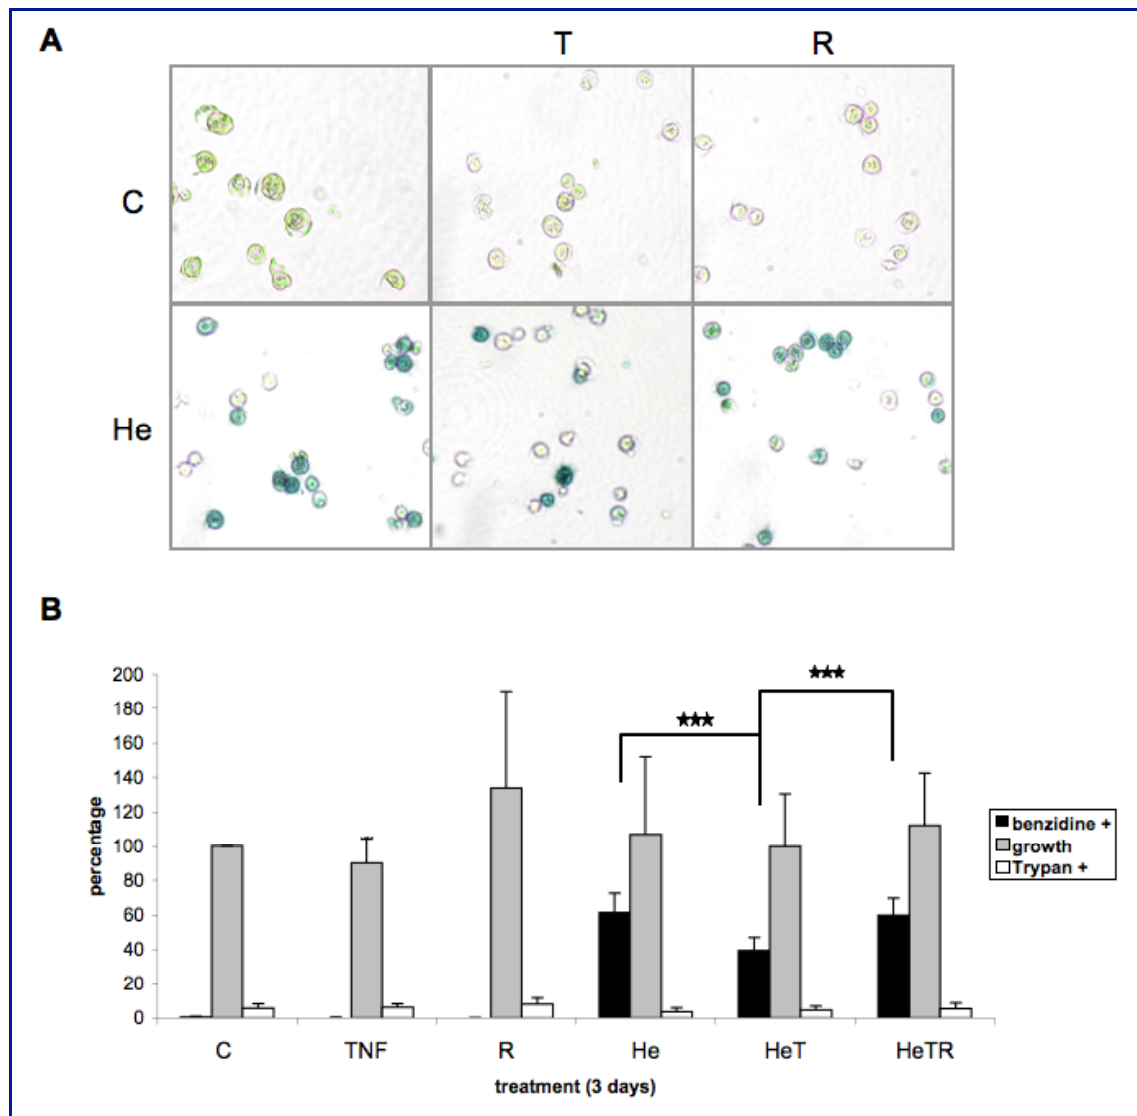 A
T R
C
He
B
★★★
★★★
200
180
160
140
120
100
80
60
40
20
0
percentage
benzidine +
growth
Trypan +
C TNF R He HeT HeTR
treatment (3 days)